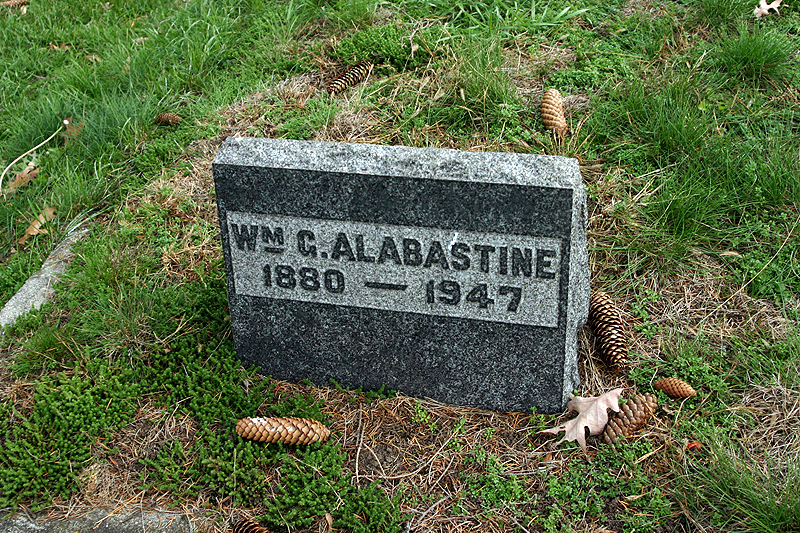 Wᴹ G. ALABASTINE
1880 — 1947